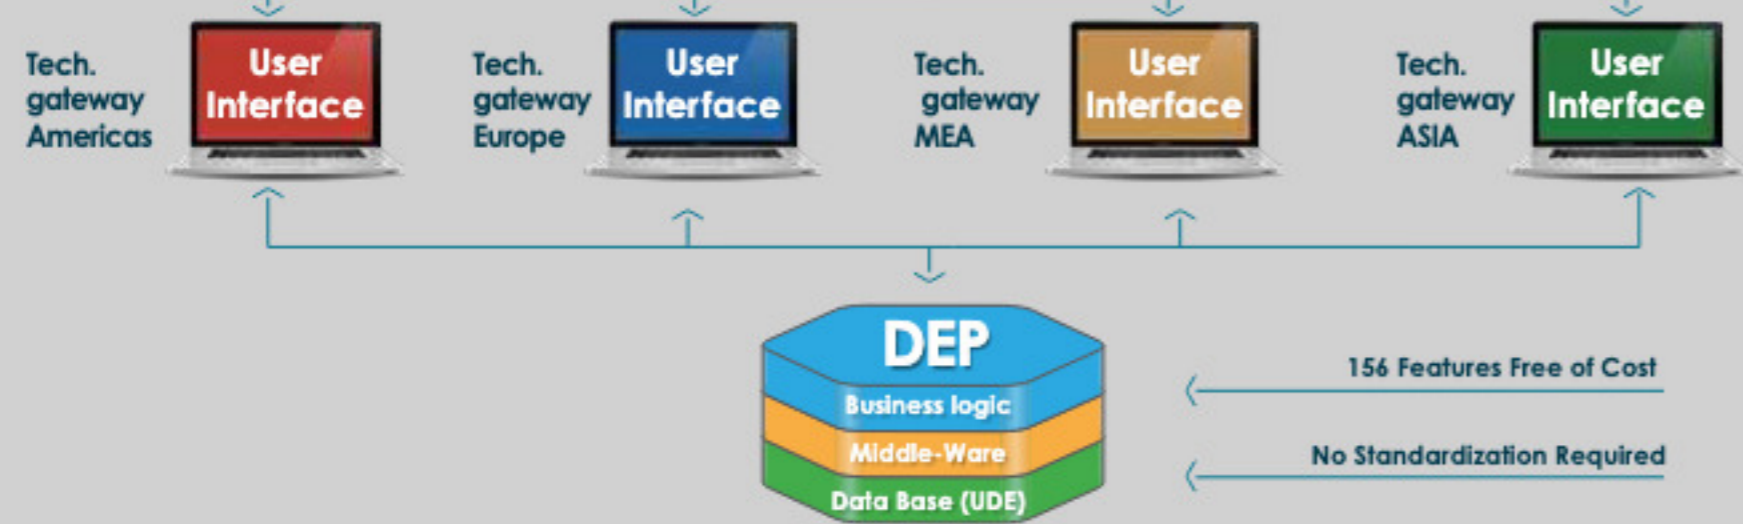 Tech.
gateway
Americas
User
Interface
Tech.
gateway
Europe
User
Interface
Tech.
gateway
MEA
User
Interface
Tech.
gateway
ASIA
User
Interface
DEP
Business logic
Middle-Ware
Data Base (UDE)
156 Features Free of Cost
No Standardization Required